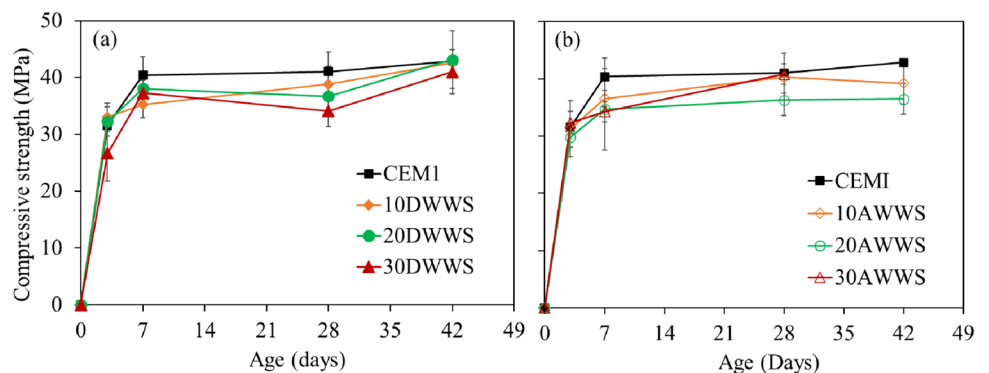 (a)
Compressive strength (MPa)
50
40
30
20
10
0
CEM1
10DWWS
20DWWS
30DWWS
0 7 14 21 28 35 42 49
Age (days)
(b)
CEMI
10AWWS
20AWWS
30AWWS
0 7 14 21 28 35 42 49
Age (Days)